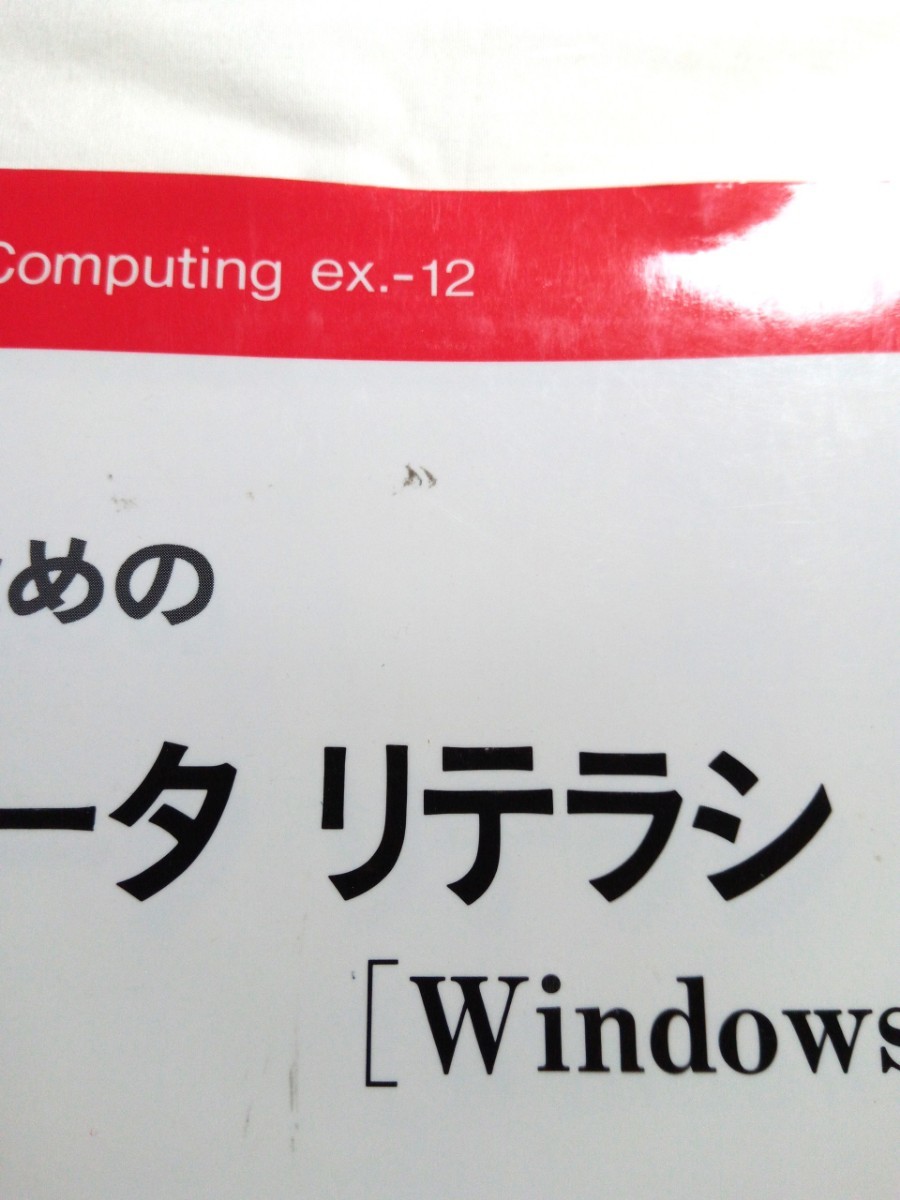 Computing ex.-12
ための
ータ リテラシ
[Windows